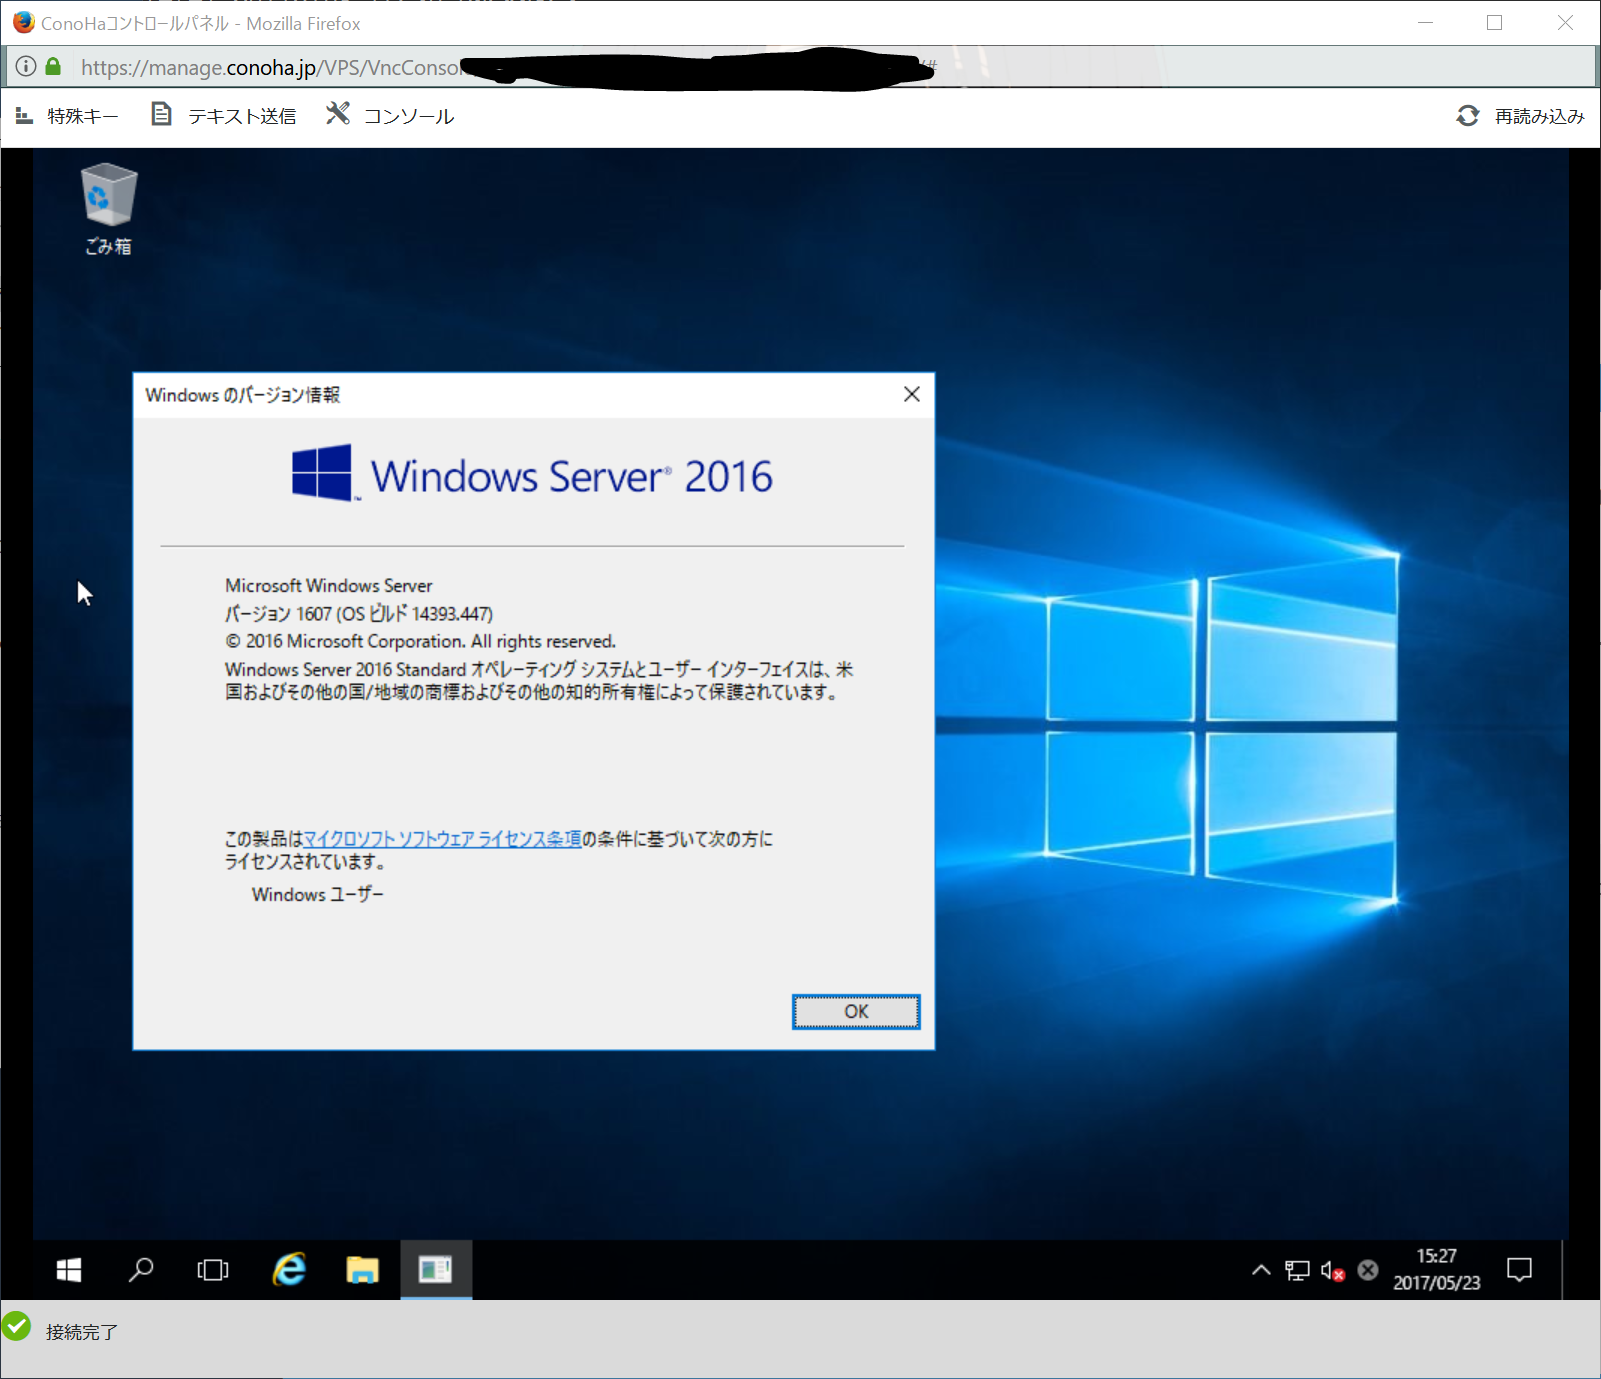 ConoHaコントロールパネル - Mozilla Firefox
https://manage.conoha.jp/VPS/VncConso
特殊キー テキスト送信 コンソール 再読み込み
ごみ箱
Windows のバージョン情報
Windows Server® 2016
Microsoft Windows Server
バージョン 1607 (OS ビルド 14393.447)
© 2016 Microsoft Corporation. All rights reserved.
Windows Server 2016 Standard オペレーティング システムとユーザー インターフェイスは、米
国およびその他の国/地域の商標およびその他の知的所有権によって保護されています。
この製品はマイクロソフト ソフトウェア ライセンス条項の条件に基づいて次の方に
ライセンスされています。
Windows ユーザー
OK
15:27
2017/05/23
接続完了